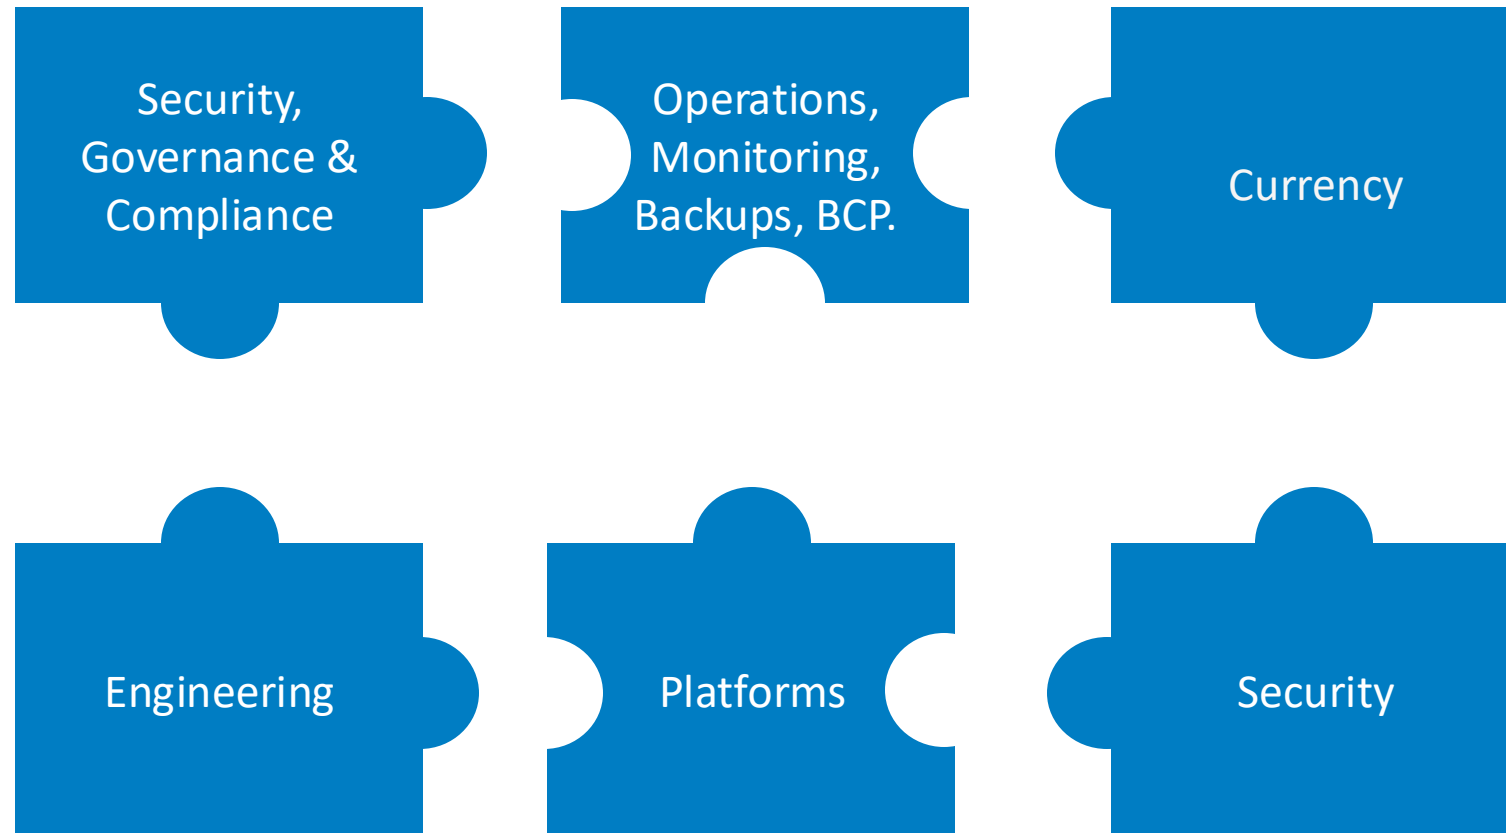 Security,
Governance &
Compliance
Operations,
Monitoring,
Backups, BCP.
Currency
Engineering
Platforms
Security